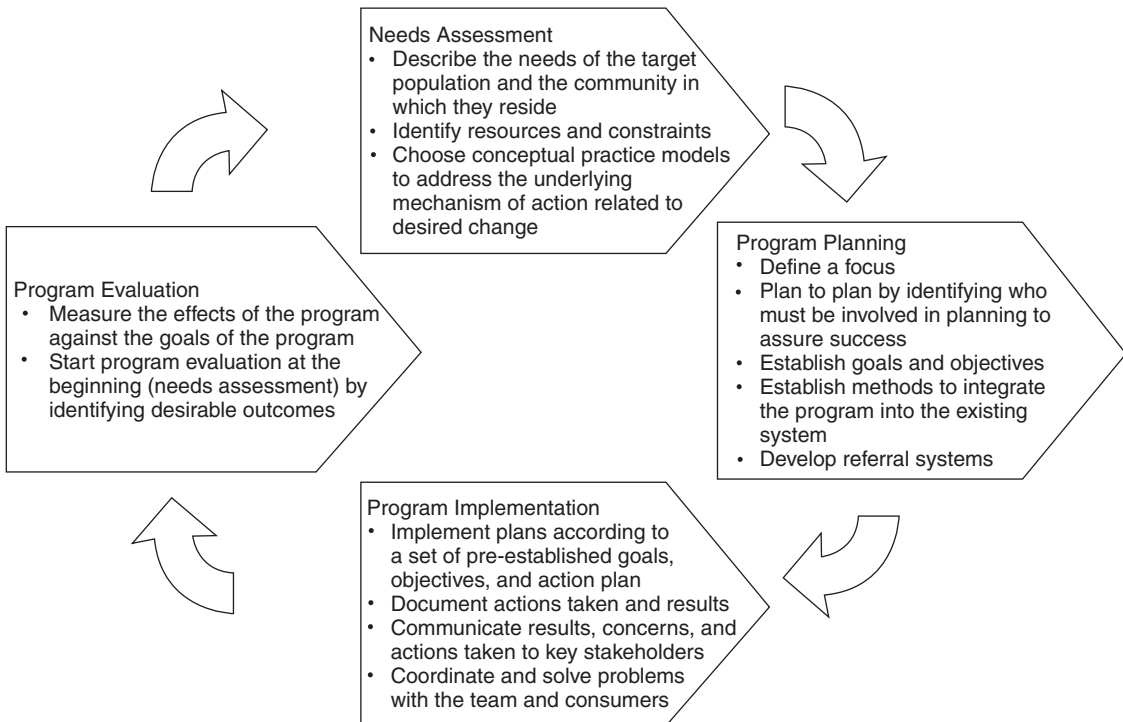 Needs Assessment
• Describe the needs of the target
population and the community in
which they reside
• Identify resources and constraints
• Choose conceptual practice models
to address the underlying
mechanism of action related to
desired change
Program Planning
• Define a focus
• Plan to plan by identifying who
must be involved in planning to
assure success
• Establish goals and objectives
• Establish methods to integrate
the program into the existing
system
• Develop referral systems
Program Implementation
• Implement plans according to
a set of pre-established goals,
objectives, and action plan
• Document actions taken and results
• Communicate results, concerns, and
actions taken to key stakeholders
• Coordinate and solve problems
with the team and consumers
Program Evaluation
• Measure the effects of the program
against the goals of the program
• Start program evaluation at the
beginning (needs assessment) by
identifying desirable outcomes